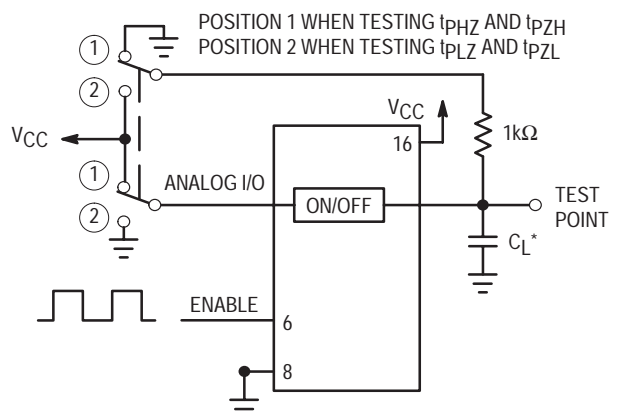 POSITION 1 WHEN TESTING tPHZ AND tPZH
POSITION 2 WHEN TESTING tPLZ AND tPZL
1
2
VCC
VCC
16
1kΩ
1
ANALOG I/O
ON/OFF
TEST
POINT
2
CL*
ENABLE
6
8